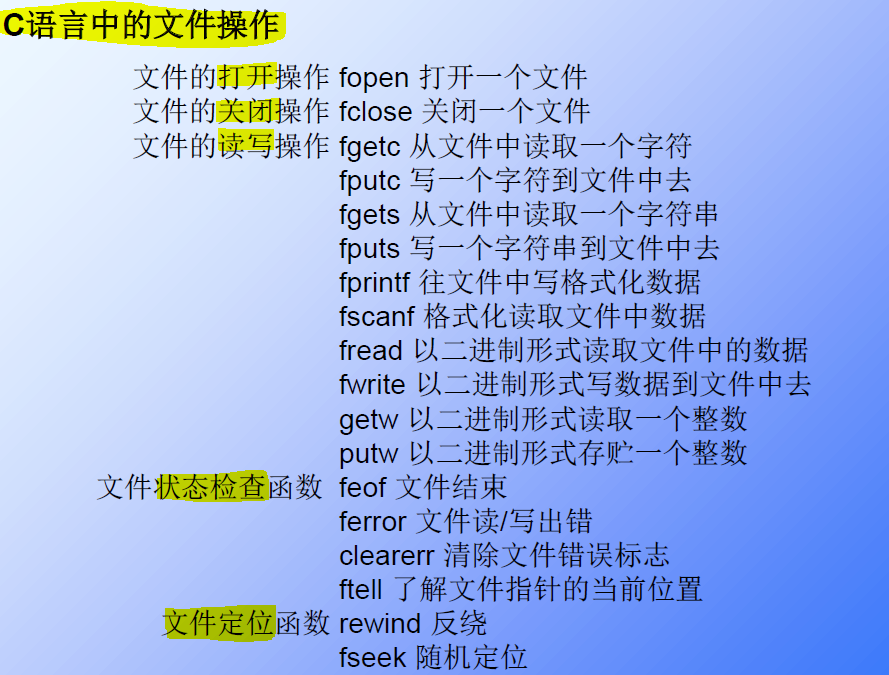 C语言中的文件操作
文件的打开操作 fopen 打开一个文件
文件的关闭操作 fclose 关闭一个文件
文件的读写操作 fgetc 从文件中读取一个字符
fputc 写一个字符到文件中去
fgets 从文件中读取一个字符串
fputs 写一个字符串到文件中去
fprintf 往文件中写格式化数据
fscanf 格式化读取文件中数据
fread 以二进制形式读取文件中的数据
fwrite 以二进制形式写数据到文件中去
getw 以二进制形式读取一个整数
putw 以二进制形式存贮一个整数
文件状态检查函数 feof 文件结束
ferror 文件读/写出错
clearerr 清除文件错误标志
ftell 了解文件指针的当前位置
文件定位函数 rewind 反绕
fseek 随机定位